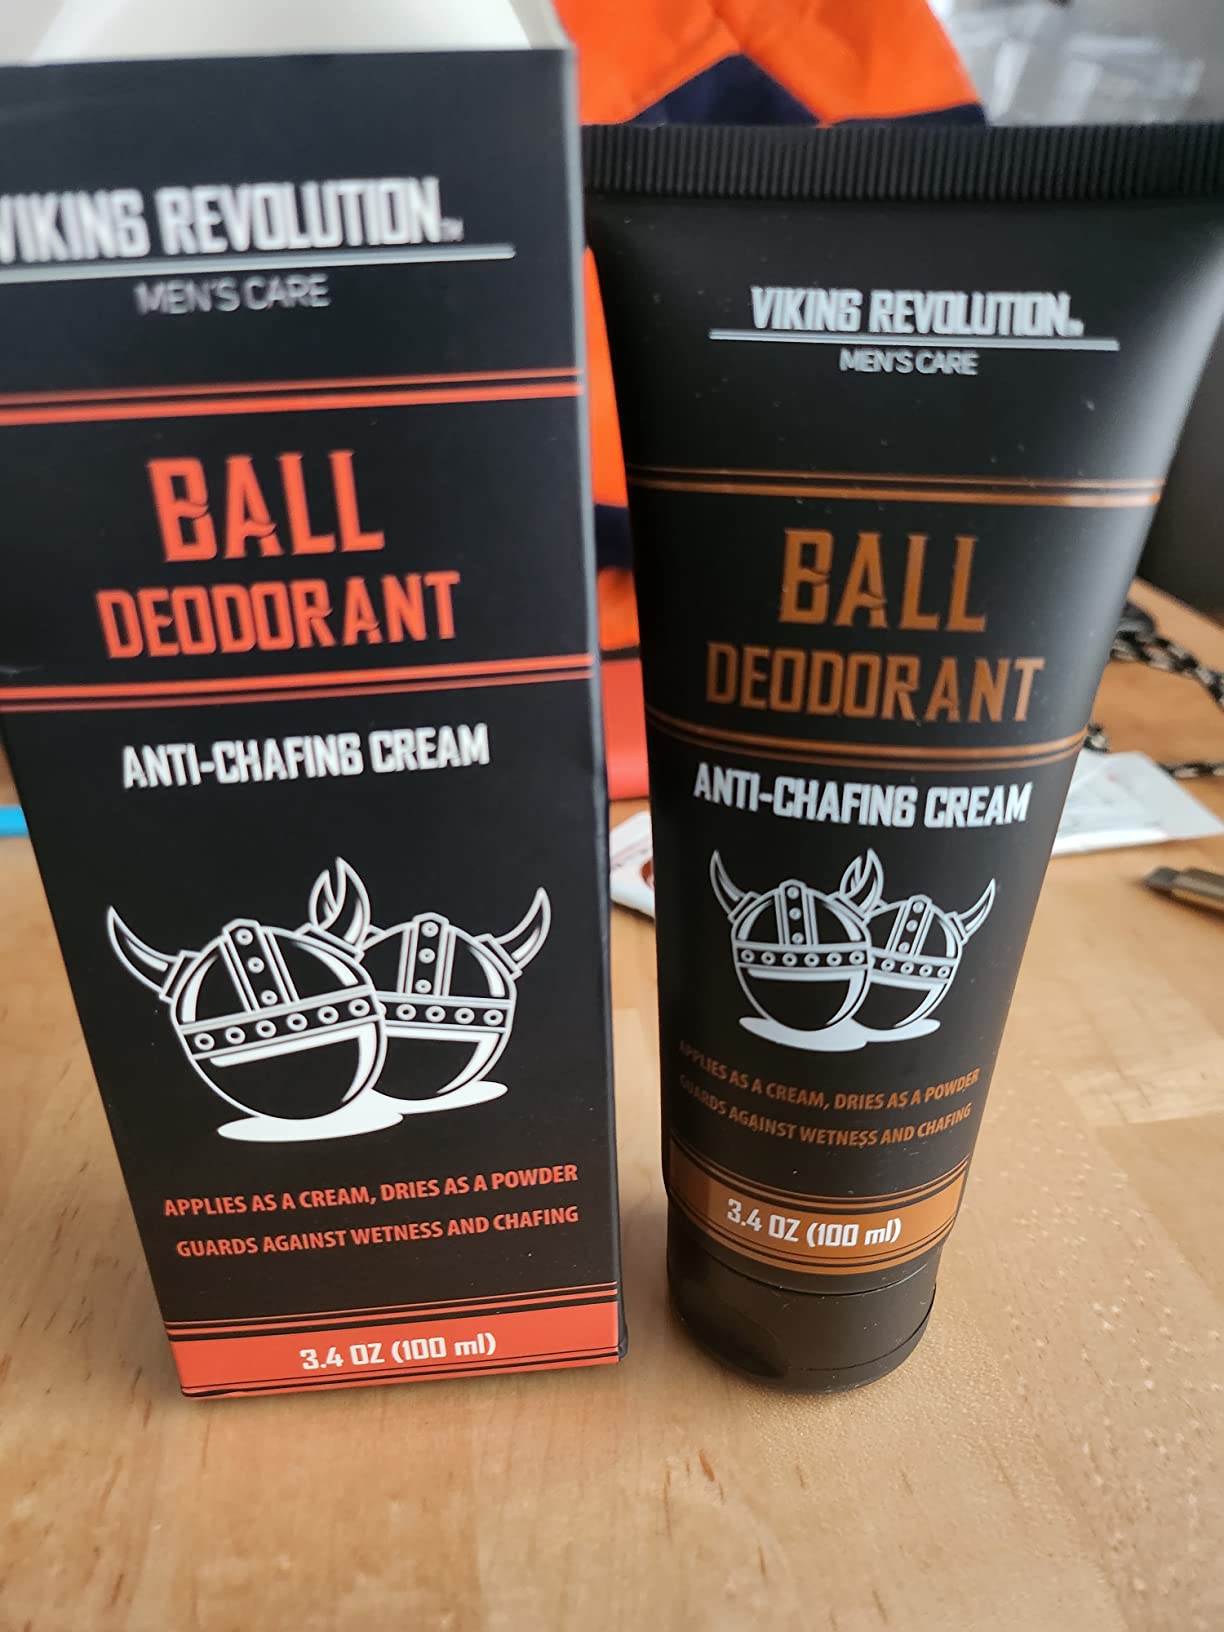 VIKING REVOLUTION™
MEN'S CARE
BALL
DEODORANT
ANTI-CHAFING CREAM
APPLIES AS A CREAM, DRIES AS A POWDER
GUARDS AGAINST WETNESS AND CHAFING
3.4 OZ (100 ml)
VIKING REVOLUTION™
MEN'S CARE
BALL
DEODORANT
ANTI-CHAFING CREAM
APPLIES AS A CREAM, DRIES AS A POWDER
GUARDS AGAINST WETNESS AND CHAFING
3.4 OZ (100 ml)